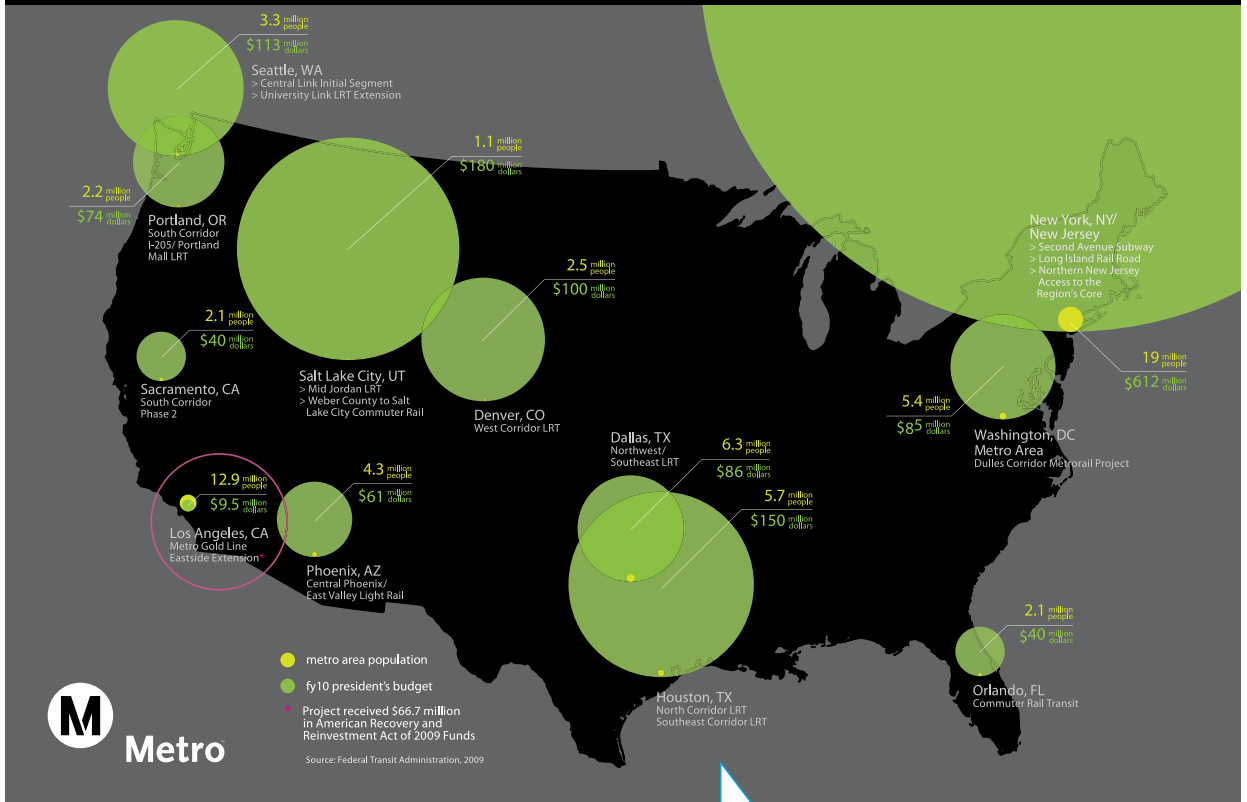 3.3 million people
$113 million dollars
Seattle, WA
> Central Link Initial Segment
> University Link LRT Extension
1.1 million people
$180 million dollars
2.2 million people
$74 million dollars
Portland, OR
South Corridor
I-205/ Portland
Mall LRT
New York, NY/
New Jersey
> Second Avenue Subway
> Long Island Rail Road
> Northern New Jersey
Access to the
Region's Core
2.5 million people
$100 million dollars
2.1 million people
$40 million dollars
19 million people
$612 million dollars
Salt Lake City, UT
> Mid Jordan LRT
> Weber County to Salt
Lake City Commuter Rail
Sacramento, CA
South Corridor
Phase 2
Denver, CO
West Corridor LRT
5.4 million people
$85 million dollars
Washington, DC
Metro Area
Dulles Corridor Metrorail Project
Dallas, TX
Northwest/
Southeast LRT
6.3 million people
$86 million dollars
12.9 million people
$9.5 million dollars
4.3 million people
$61 million dollars
5.7 million people
$150 million dollars
Los Angeles, CA
Metro Gold Line
Eastside Extension*
Phoenix, AZ
Central Phoenix/
East Valley Light Rail
2.1 million people
$40 million dollars
Orlando, FL
Commuter Rail Transit
Houston, TX
North Corridor LRT
Southeast Corridor LRT
metro area population
fy10 president's budget
* Project received $66.7 million
in American Recovery and
Reinvestment Act of 2009 Funds
Source: Federal Transit Administration, 2009
M
Metro